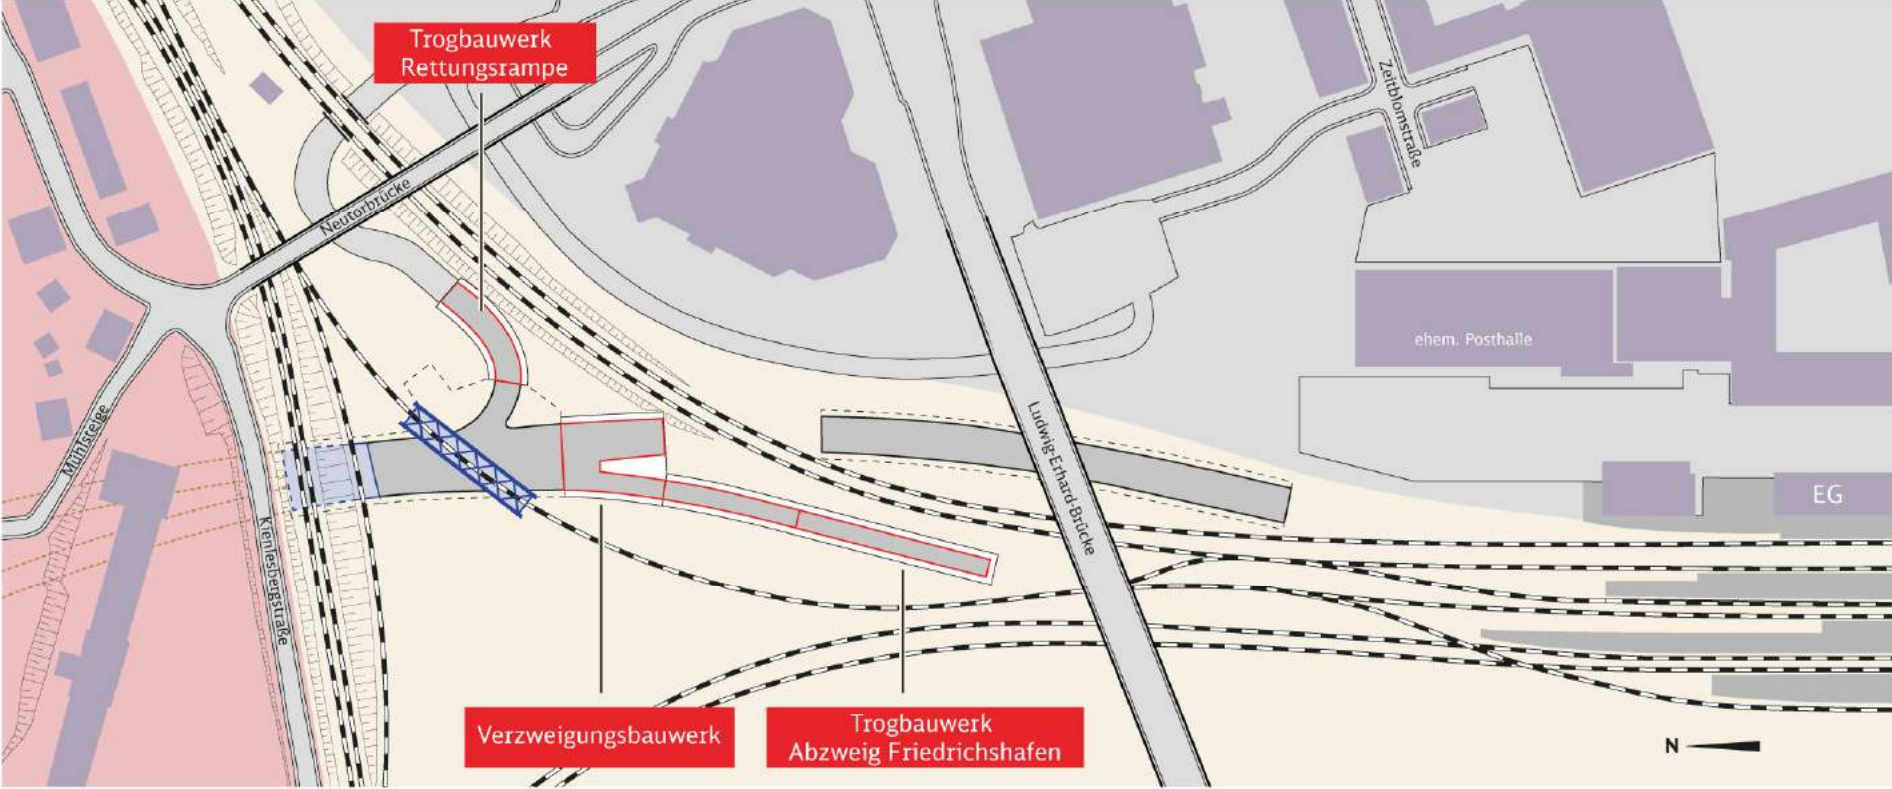 Trogbauwerk
Rettungsrampe
Neutorbrücke
Zeitblomstraße
ehem. Posthalle
Mühlsteige
Ludwig-Erhard-Brücke
EG
Kienlesbergstraße
Verzweigungsbauwerk
Trogbauwerk
Abzweig Friedrichshafen
N